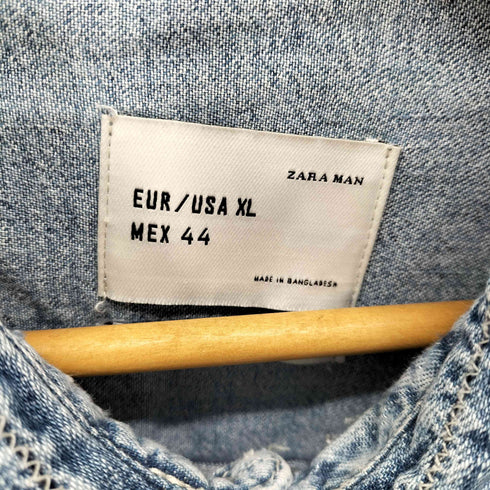 ZARA MAN
EUR/USA XL
MEX 44
MADE IN BANGLADESH